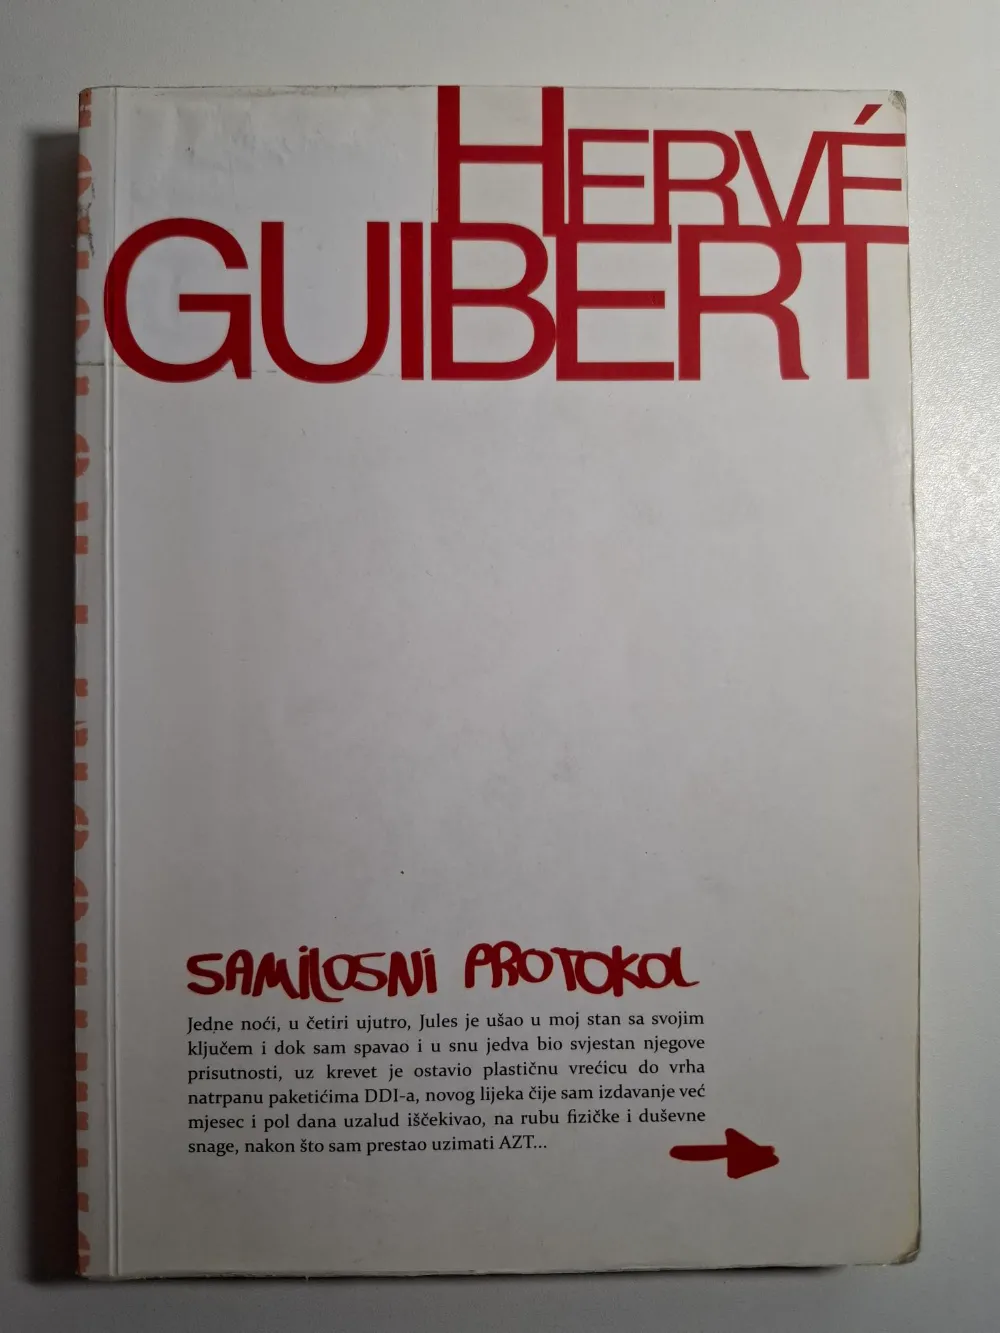 HERVÉ
GUIBERT
SAMILOSNI PROTOKOL
Jedne noći, u četiri ujutro, Jules je ušao u moj stan sa svojim
ključem i dok sam spavao i u snu jedva bio svjestan njegove
prisutnosti, uz krevet je ostavio plastičnu vrećicu do vrha
natrpanu paketićima DDI-a, novog lijeka čije sam izdavanje već
mjesec i pol dana uzalud iščekivao, na rubu fizičke i duševne
snage, nakon što sam prestao uzimati AZT...